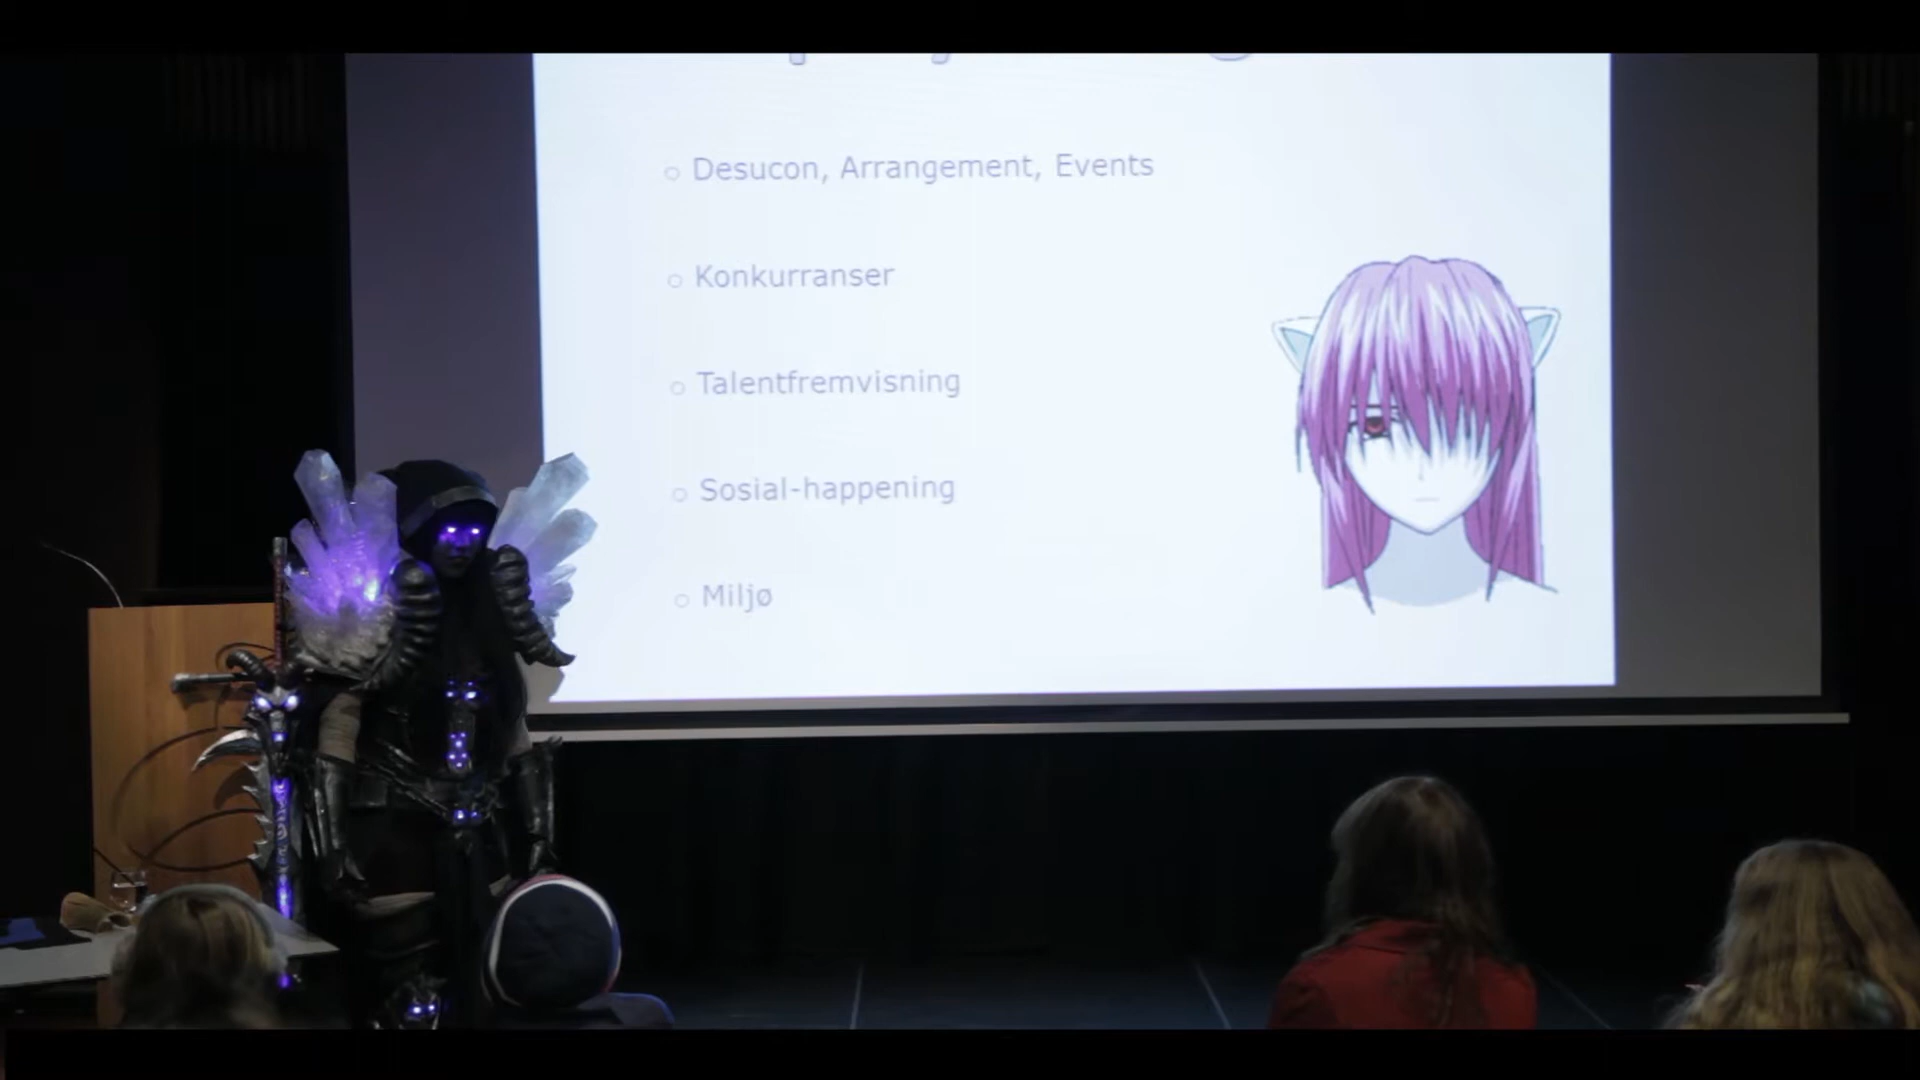 Desucon, Arrangement, Events
Konkurranser
Talentfremvisning
Sosial-happening
Miljø